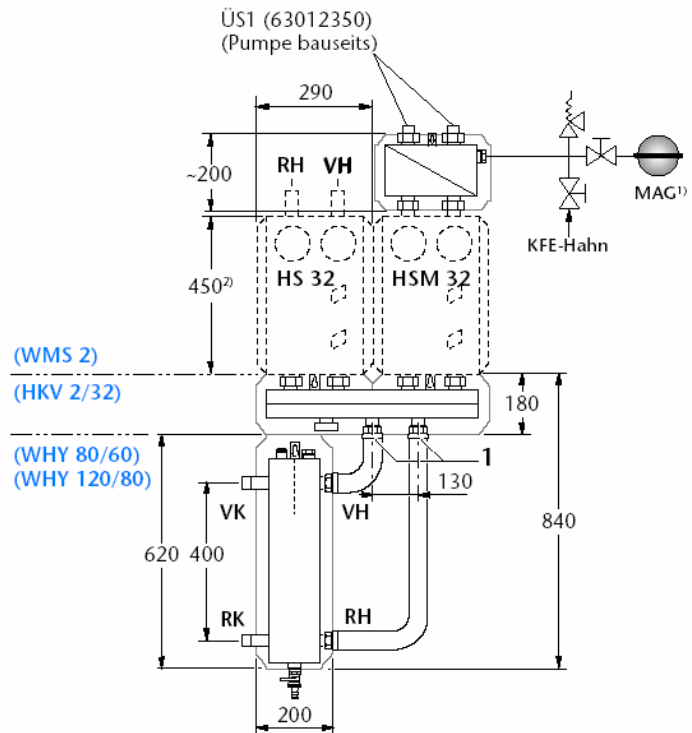 ÜS1 (63012350)
(Pumpe bauseits)
290
~200
RH VH
MAG¹⁾
KFE-Hahn
450²⁾
HS 32
HSM 32
(WMS 2)
(HKV 2/32)
180
(WHY 80/60)
(WHY 120/80)
1
130
VK
VH
620
400
840
RK
RH
200